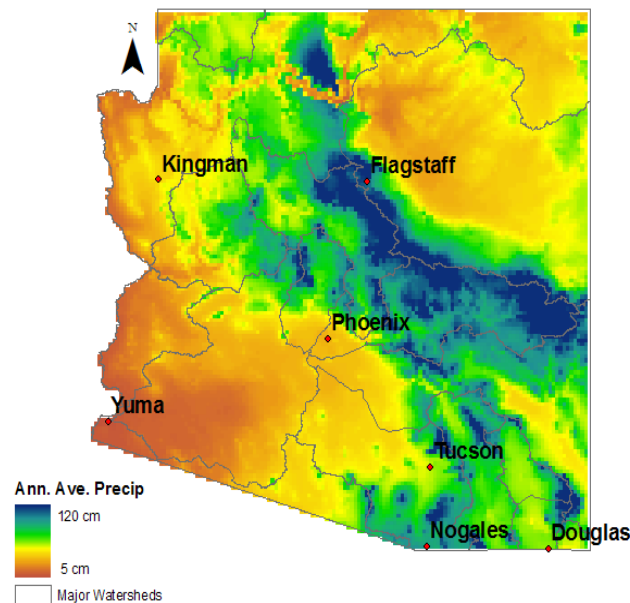 N
Kingman
Flagstaff
Phoenix
Yuma
Tucson
Nogales
Douglas
Ann. Ave. Precip
120 cm
5 cm
Major Watersheds